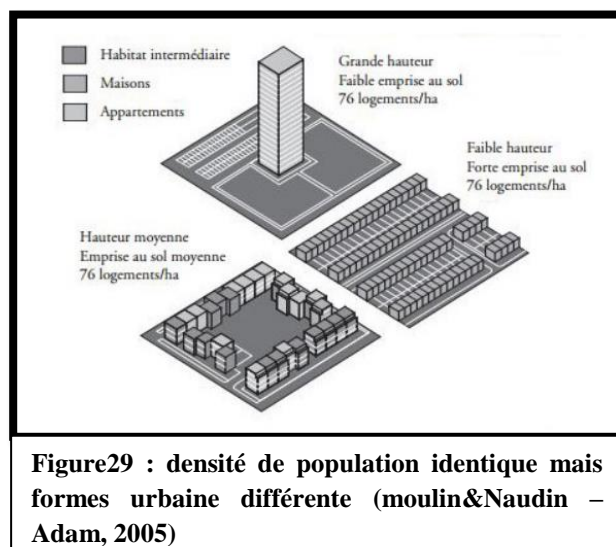 Habitat intermédiaire
Maisons
Appartements
Grande hauteur
Faible emprise au sol
76 logements/ha
Faible hauteur
Forte emprise au sol
76 logements/ha
Hauteur moyenne
Emprise au sol moyenne
76 logements/ha
Figure29 : densité de population identique mais
formes urbaine différente (moulin&Naudin –
Adam, 2005)